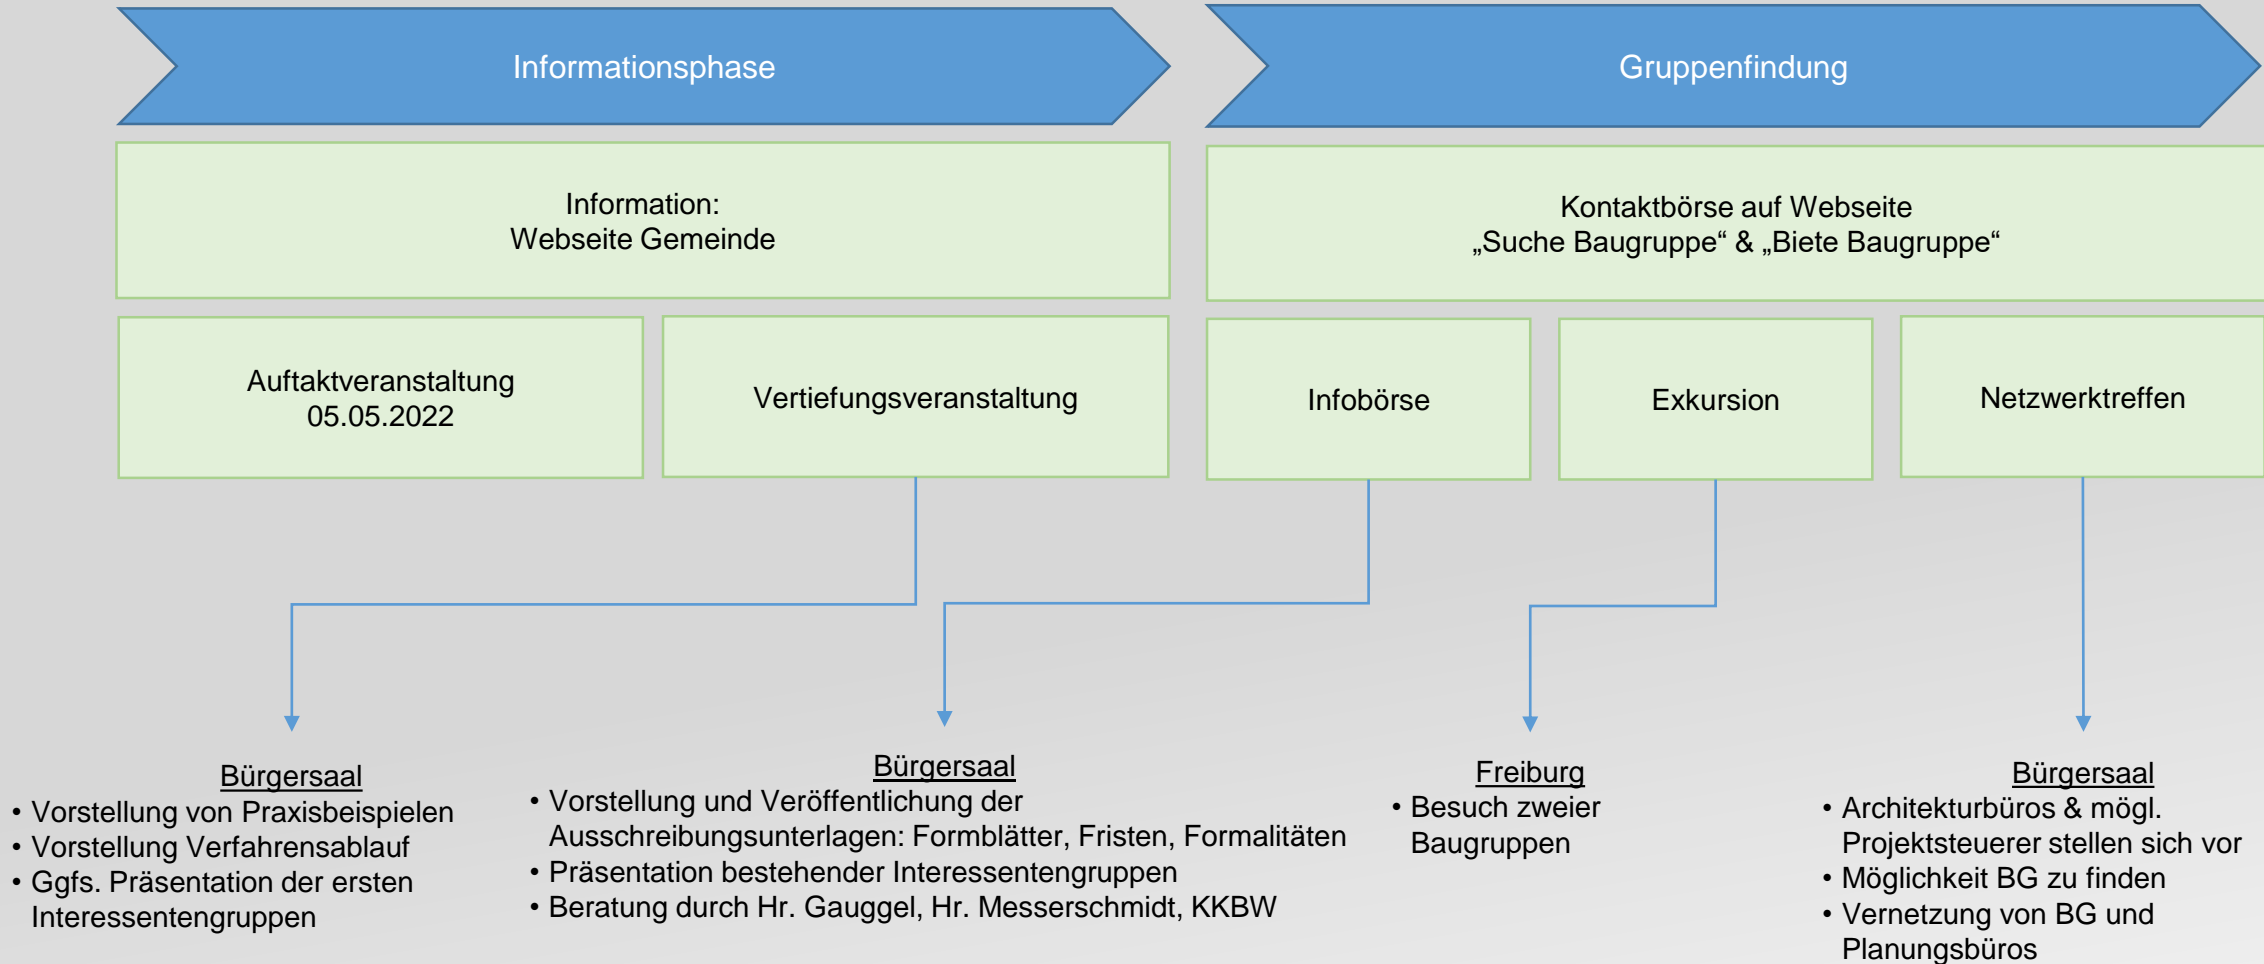 Informationsphase
Gruppenfindung
Information:
Webseite Gemeinde
Kontaktbörse auf Webseite
„Suche Baugruppe“ & „Biete Baugruppe“
Auftaktveranstaltung
05.05.2022
Vertiefungsveranstaltung
Infobörse
Exkursion
Netzwerktreffen
Bürgersaal
• Vorstellung von Praxisbeispielen
• Vorstellung Verfahrensablauf
• Ggfs. Präsentation der ersten
Interessentengruppen
Bürgersaal
• Vorstellung und Veröffentlichung der
Ausschreibungsunterlagen: Formblätter, Fristen, Formalitäten
• Präsentation bestehender Interessentengruppen
• Beratung durch Hr. Gauggel, Hr. Messerschmidt, KKBW
Freiburg
• Besuch zweier
Baugruppen
Bürgersaal
• Architekturbüros & mögl.
Projektsteuerer stellen sich vor
• Möglichkeit BG zu finden
• Vernetzung von BG und
Planungsbüros